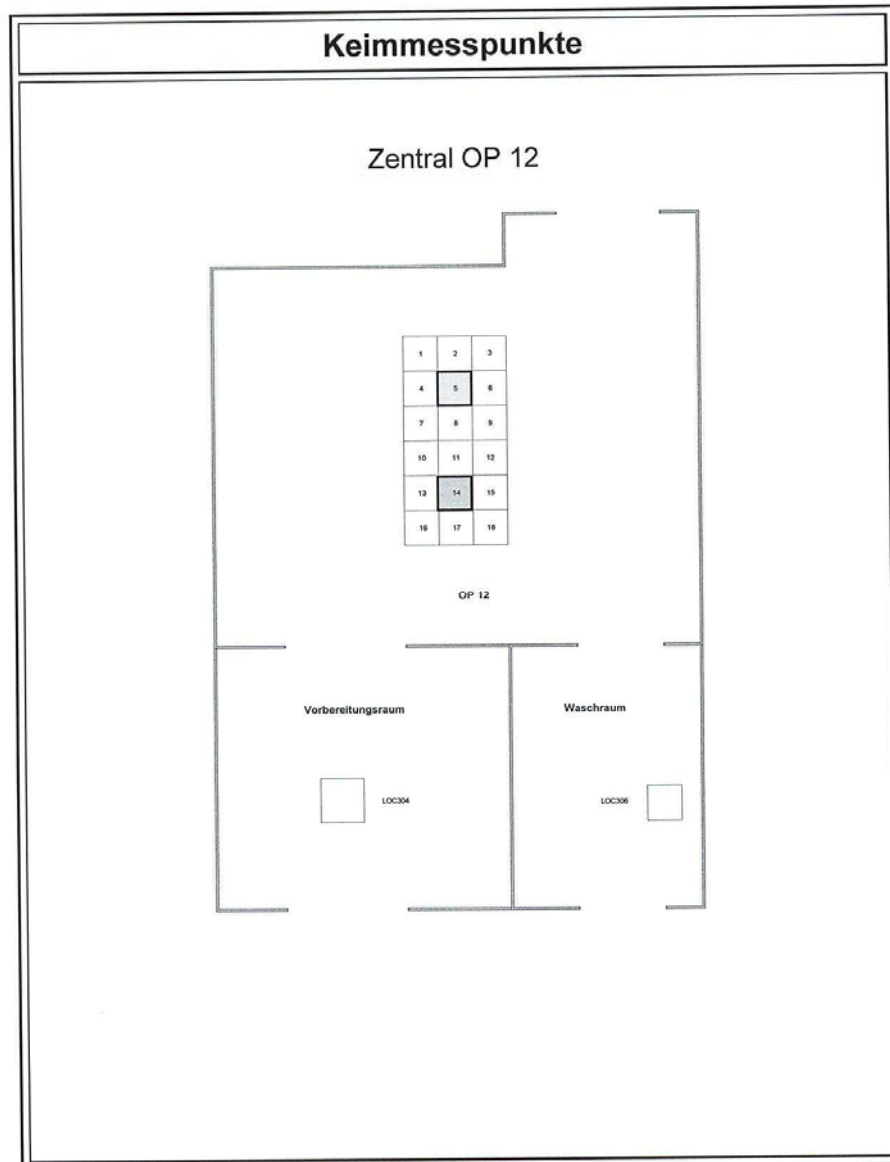 Keimmesspunkte
Zentral OP 12
1 2 3
4 5 6
7 8 9
10 11 12
13 14 15
16 17 18
OP 12
Vorbereitungsraum Waschraum
LOC304 LOC306